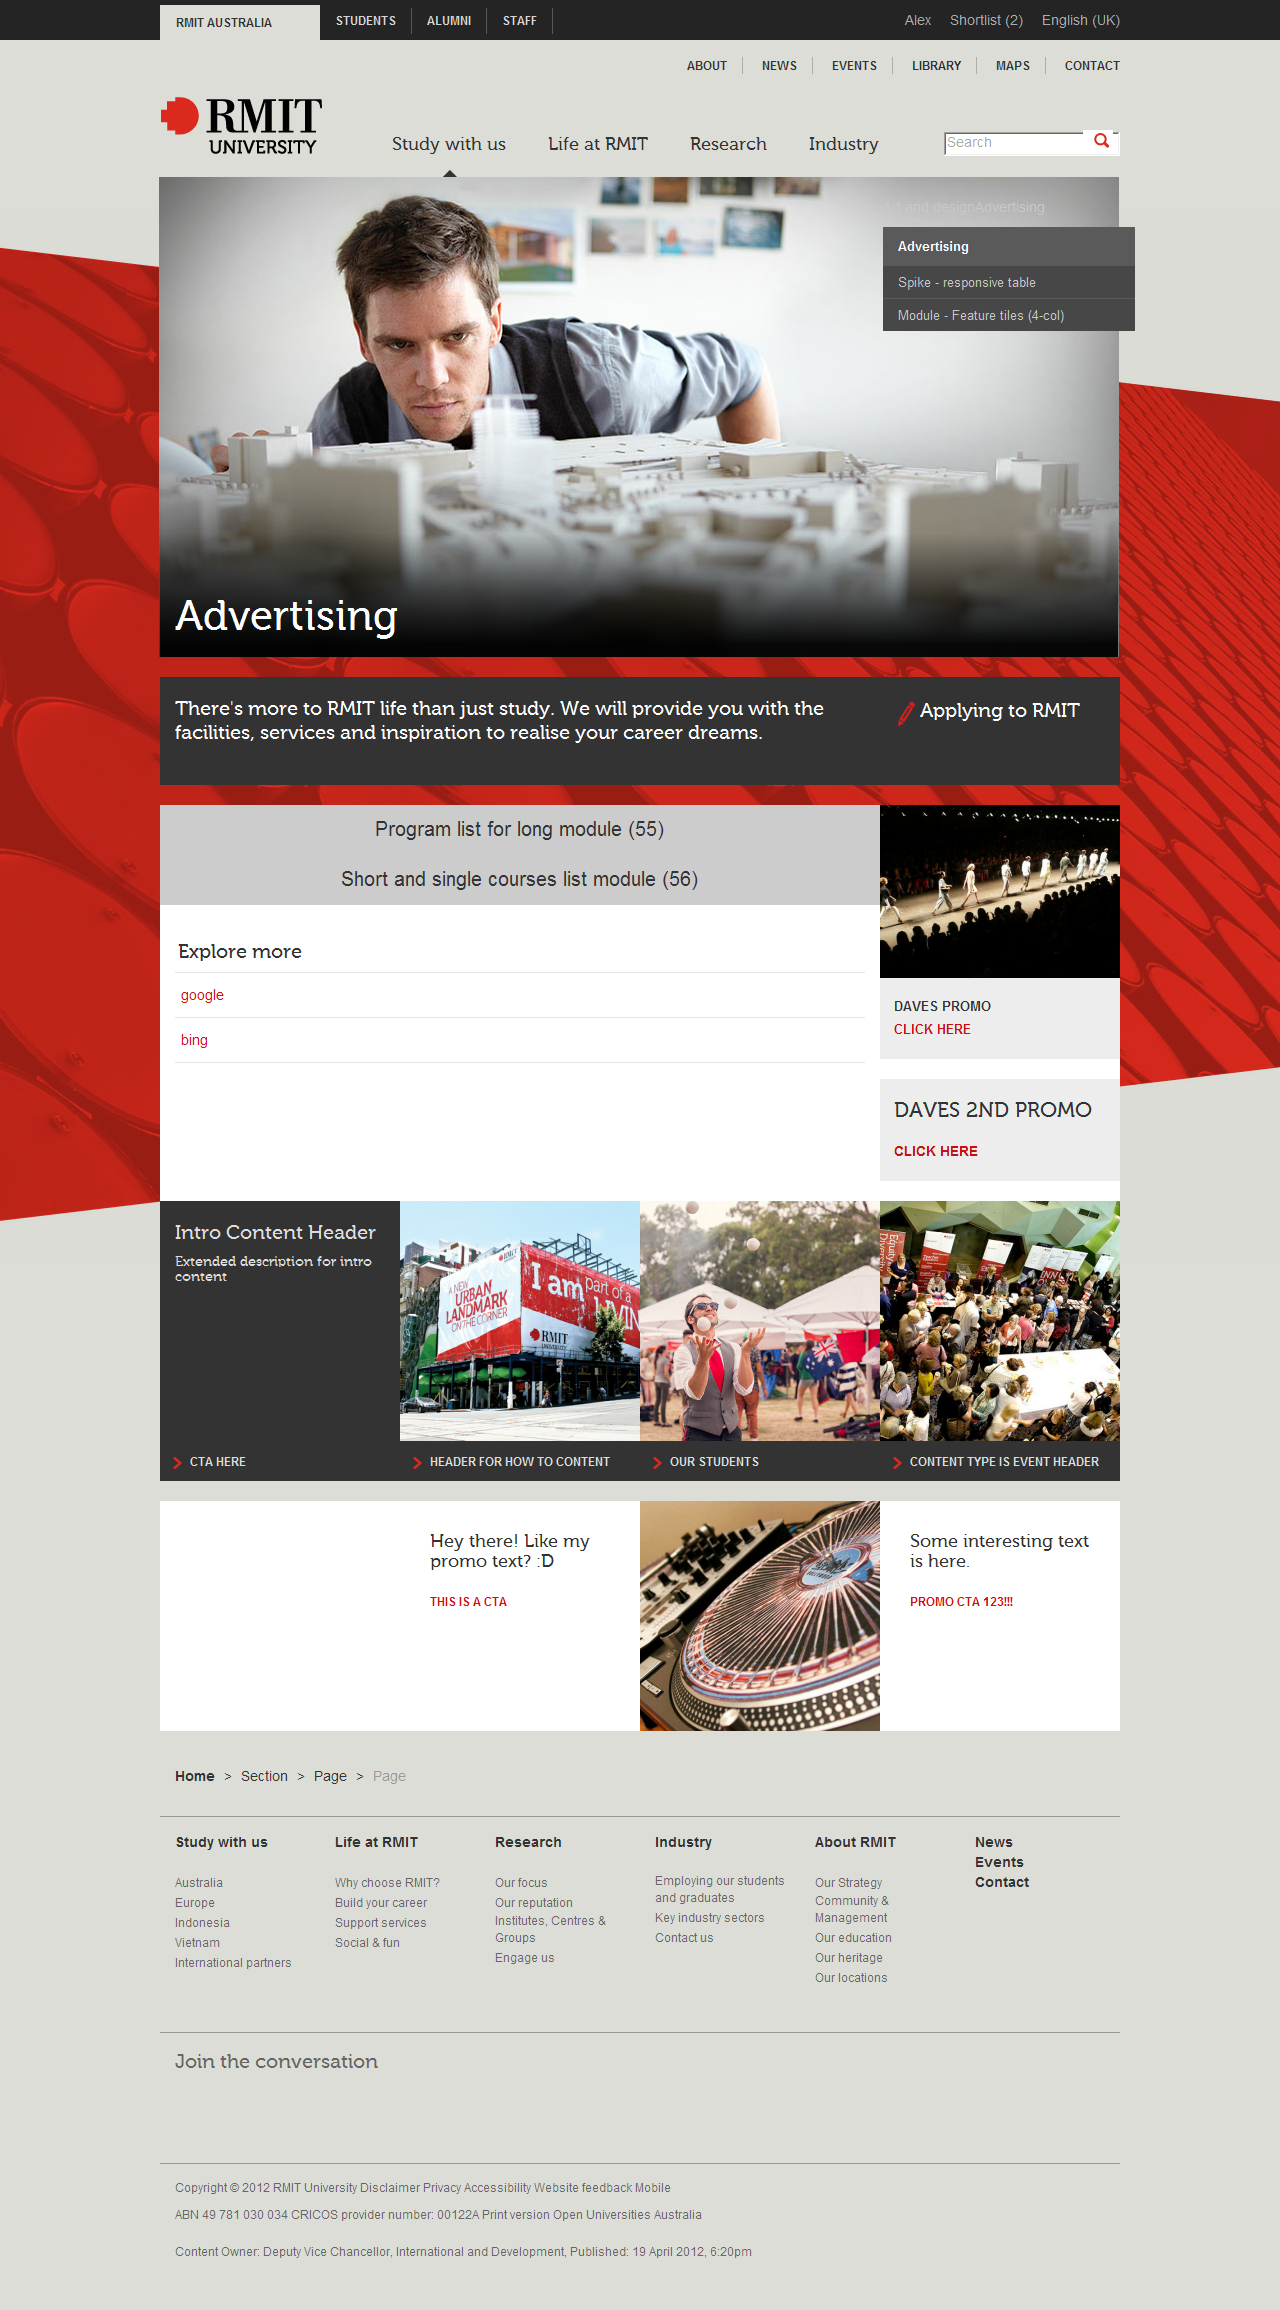 RMIT AUSTRALIA
STUDENTS
ALUMNI
STAFF
Alex
Shortlist (2)
English (UK)
ABOUT
NEWS
EVENTS
LIBRARY
MAPS
CONTACT
RMIT
UNIVERSITY
Study with us
Life at RMIT
Research
Industry
Search
and designAdvertising
Advertising
Spike - responsive table
Module - Feature tiles (4-col)
Advertising
There's more to RMIT life than just study. We will provide you with the
facilities, services and inspiration to realise your career dreams.
Applying to RMIT
Program list for long module (55)
Short and single courses list module (56)
Explore more
google
bing
DAVES PROMO
CLICK HERE
DAVES 2ND PROMO
CLICK HERE
Intro Content Header
Extended description for intro
content
A NEW
URBAN
LANDMARK
ON THE CORNER
I am part of a
RMIT
UNIVERSITY
CTA HERE
HEADER FOR HOW TO CONTENT
OUR STUDENTS
CONTENT TYPE IS EVENT HEADER
Hey there! Like my
promo text? :D
THIS IS A CTA
Some interesting text
is here.
PROMO CTA 123!!!
Home > Section > Page > Page
Study with us
Australia
Europe
Indonesia
Vietnam
International partners
Life at RMIT
Why choose RMIT?
Build your career
Support services
Social & fun
Research
Our focus
Our reputation
Institutes, Centres &
Groups
Engage us
Industry
Employing our students
and graduates
Key industry sectors
Contact us
About RMIT
Our Strategy
Community &
Management
Our education
Our heritage
Our locations
News
Events
Contact
Join the conversation
Copyright © 2012 RMIT University Disclaimer Privacy Accessibility Website feedback Mobile
ABN 49 781 030 034 CRICOS provider number: 00122A Print version Open Universities Australia
Content Owner: Deputy Vice Chancellor, International and Development, Published: 19 April 2012, 6:20pm